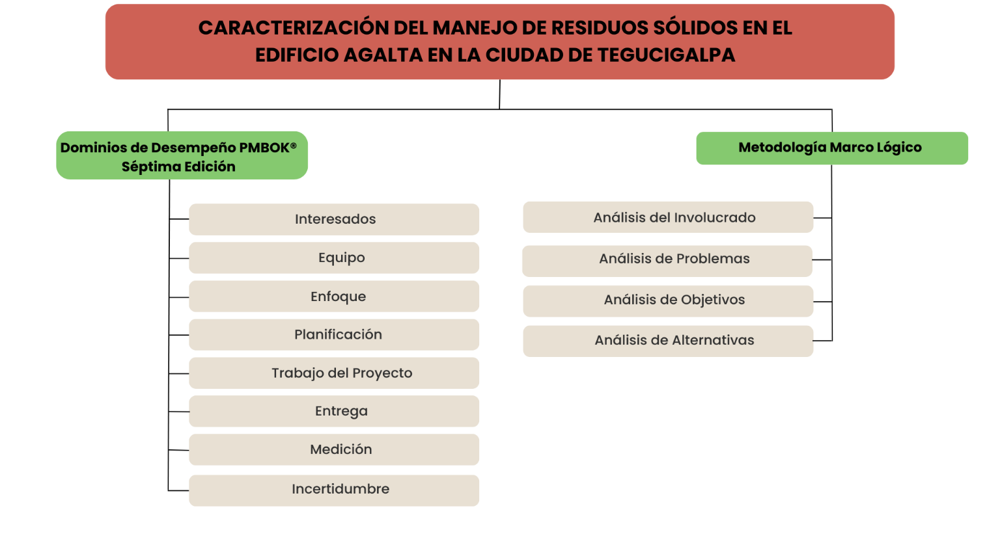 CARACTERIZACIÓN DEL MANEJO DE RESIDUOS SÓLIDOS EN EL
EDIFICIO AGALTA EN LA CIUDAD DE TEGUCIGALPA
Dominios de Desempeño PMBOK®
Séptima Edición
Interesados
Equipo
Enfoque
Planificación
Trabajo del Proyecto
Entrega
Medición
Incertidumbre
Metodología Marco Lógico
Análisis del Involucrado
Análisis de Problemas
Análisis de Objetivos
Análisis de Alternativas